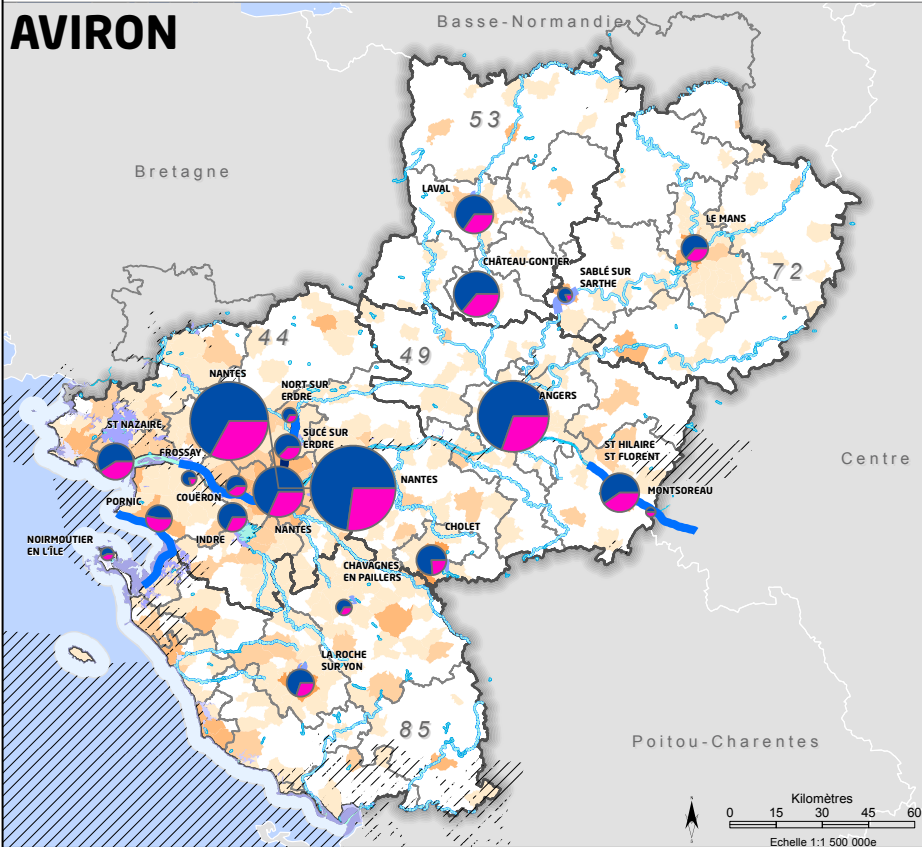 AVIRON
Basse-Normandie
53
Bretagne
LAVAL
LE MANS
CHÂTEAU-GONTIER
SABLÉ SUR
SARTHE
72
44
49
NANTES
NORT SUR
ERDRE
ANGERS
ST NAZAIRE
SUCÉ SUR
ERDRE
FROSSAY
ST HILAIRE
ST FLORENT
Centre
COUËRON
NANTES
MONTSOREAU
PORNIC
INDRE
NANTES
CHOLET
NOIRMOUTIER
EN L'ÎLE
CHAVAGNES
EN PAILLERS
LA ROCHE
SUR YON
85
Poitou-Charentes
Kilomètres
0 15 30 45 60
Echelle 1:1 500 000e